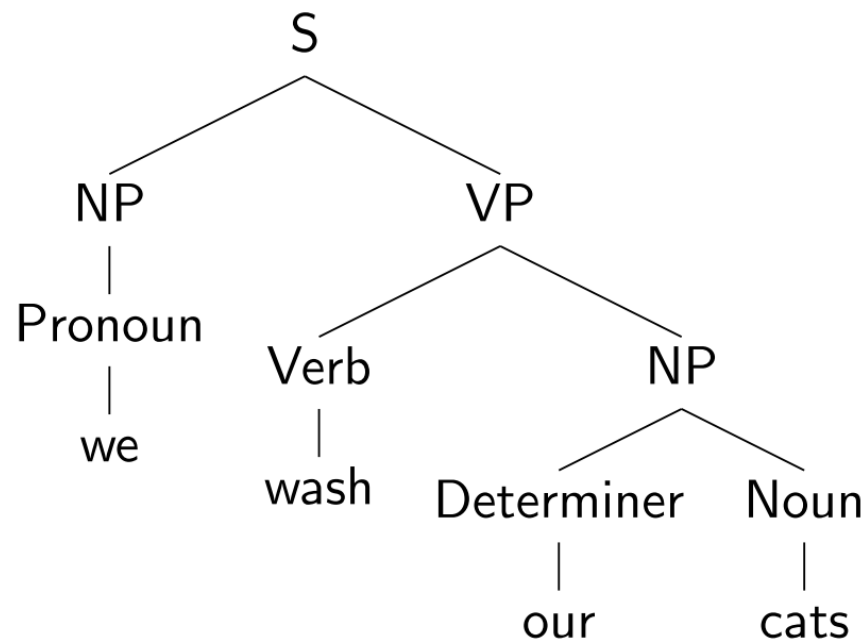 S
NP VP
Pronoun
Verb NP
we
wash Determiner Noun
our cats